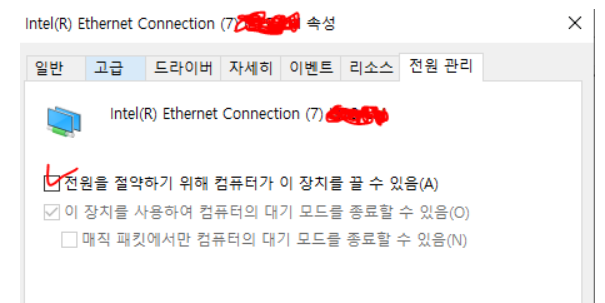 Intel(R) Ethernet Connection (7) 속성
일반 고급 드라이버 자세히 이벤트 리소스 전원 관리
Intel(R) Ethernet Connection (7)
전원을 절약하기 위해 컴퓨터가 이 장치를 끌 수 있음(A)
이 장치를 사용하여 컴퓨터의 대기 모드를 종료할 수 있음(O)
매직 패킷에서만 컴퓨터의 대기 모드를 종료할 수 있음(N)